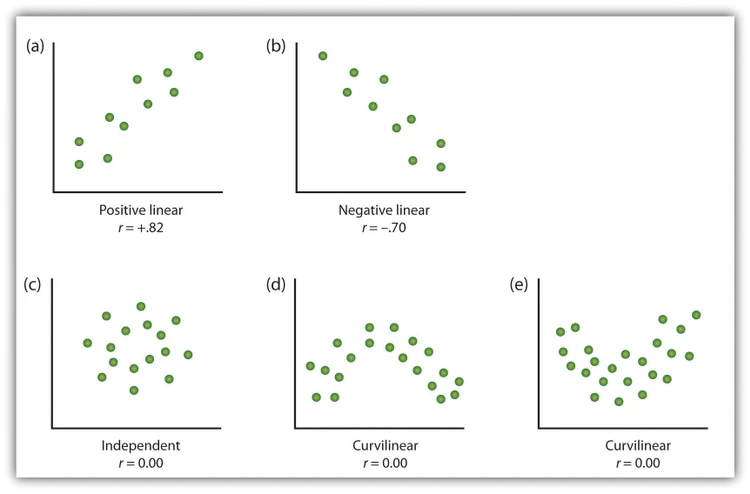 (a)
(b)
Positive linear
r = +.82
Negative linear
r = –.70
(c)
(d)
(e)
Independent
r = 0.00
Curvilinear
r = 0.00
Curvilinear
r = 0.00